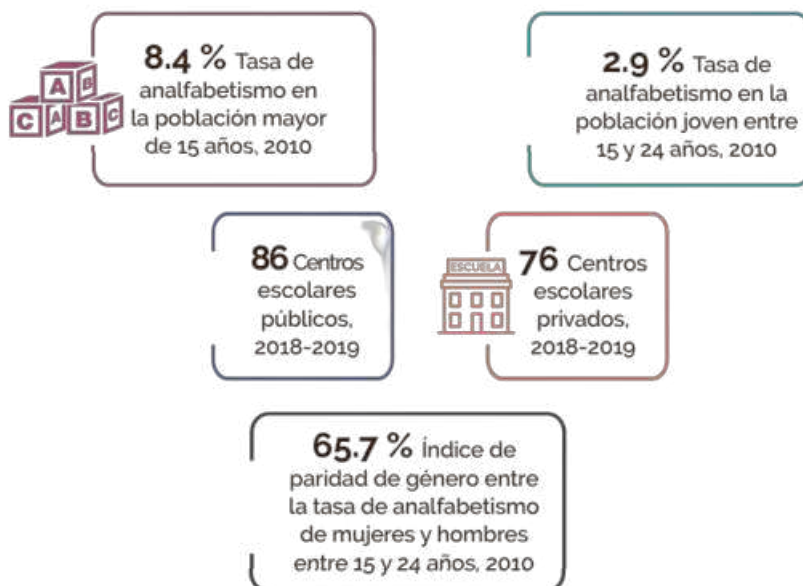 8.4 % Tasa de
analfabetismo en
la población mayor
de 15 años, 2010
A B
C A B C
2.9 % Tasa de
analfabetismo en la
población joven entre
15 y 24 años, 2010
86 Centros
escolares
públicos,
2018-2019
ESCUELA
76 Centros
escolares
privados,
2018-2019
65.7 % Índice de
paridad de género entre
la tasa de analfabetismo
de mujeres y hombres
entre 15 y 24 años, 2010